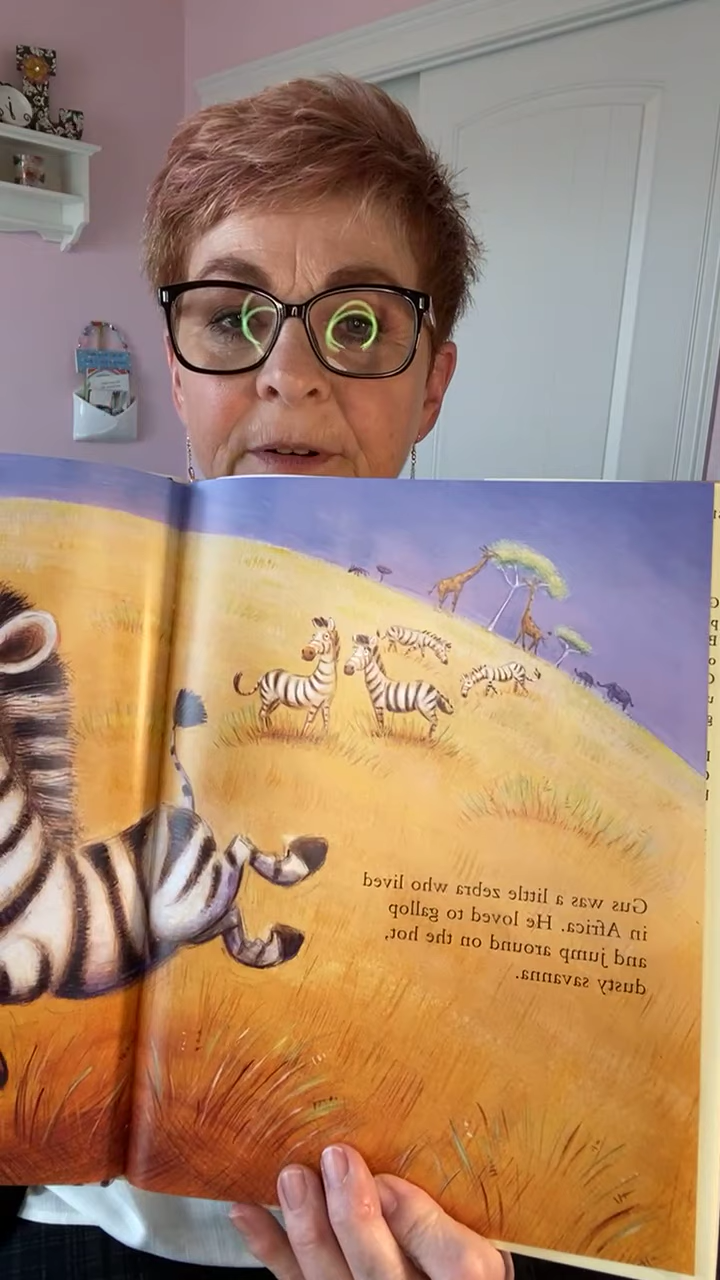 Gus was a little zebra who lived
in Africa. He loved to gallop
and jump around on the hot,
dusty savanna.